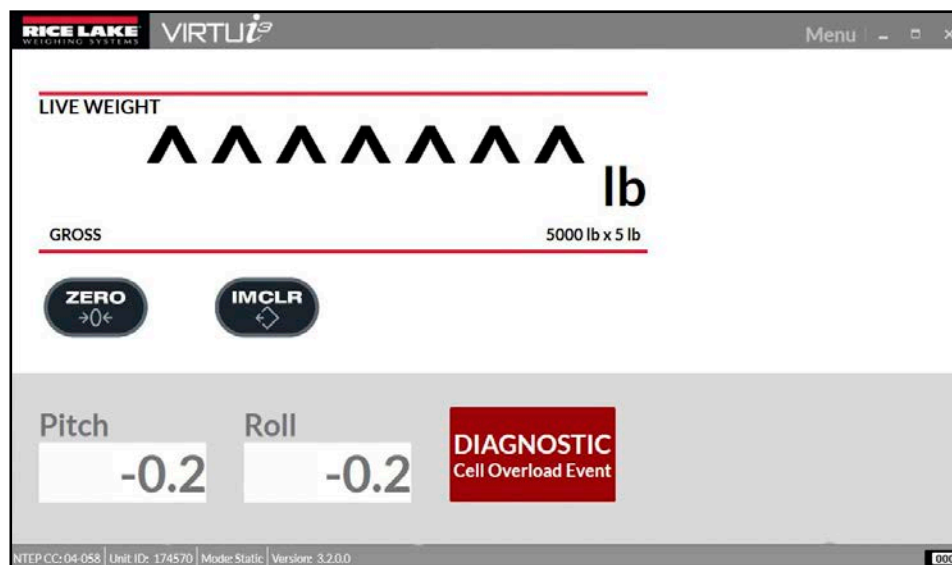 RICE LAKE VIRTUi3 Menu
WEIGHING SYSTEMS
LIVE WEIGHT
^^^^^^^
lb
GROSS 5000 lb x 5 lb
ZERO IMCLR
→0←
Pitch Roll DIAGNOSTIC
-0.2 -0.2 Cell Overload Event
NTEP CC: 04-058 Unit ID: 174570 Mode: Static Version: 3.2.0.0